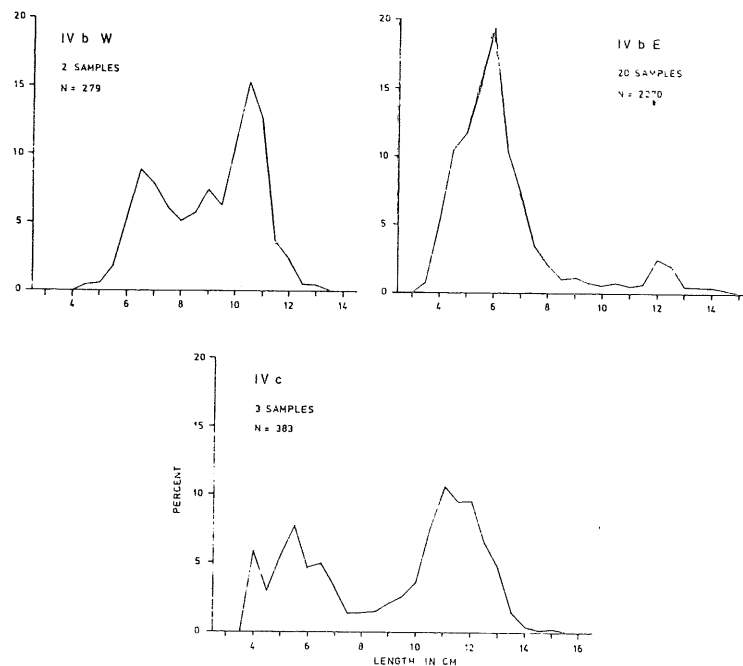 20
15
10
5
0
IV b W
2 SAMPLES
N = 279
4 6 8 10 12 14
20
15
10
5
0
IV b E
20 SAMPLES
N = 2270
4 6 8 10 12 14
20
15
10
5
0
PERCENT
IV c
3 SAMPLES
N = 383
4 6 8 10 12 14 16
LENGTH IN CM